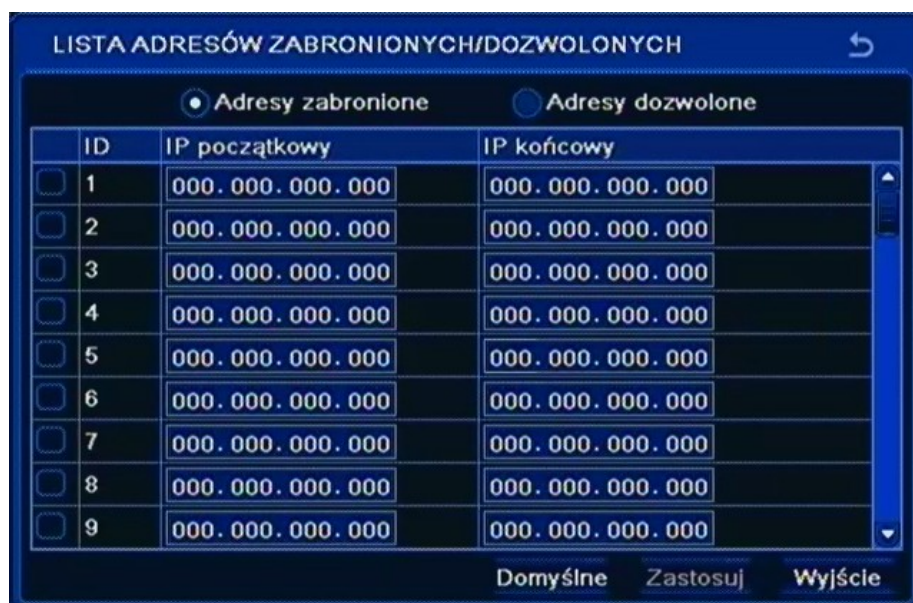 LISTA ADRESÓW ZABRONIONYCH/DOZWOLONYCH
Adresy zabronione Adresy dozwolone
ID IP początkowy IP końcowy
1 000.000.000.000 000.000.000.000
2 000.000.000.000 000.000.000.000
3 000.000.000.000 000.000.000.000
4 000.000.000.000 000.000.000.000
5 000.000.000.000 000.000.000.000
6 000.000.000.000 000.000.000.000
7 000.000.000.000 000.000.000.000
8 000.000.000.000 000.000.000.000
9 000.000.000.000 000.000.000.000
Domyślne Zastosuj Wyjście